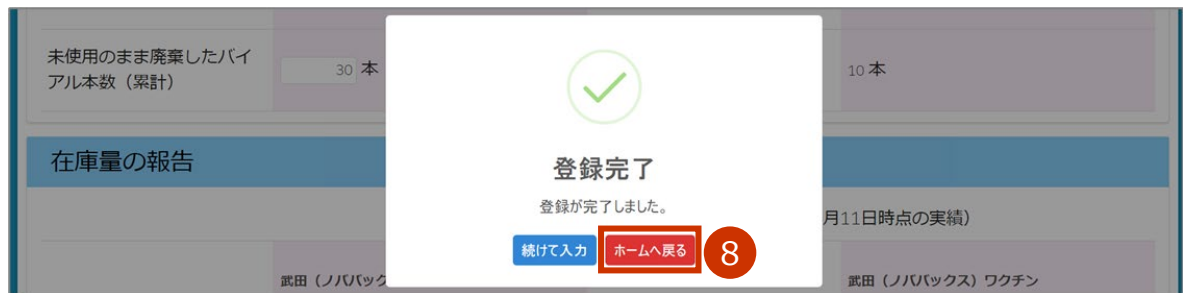 未使用のまま廃棄したバイ
アル本数（累計）
30 本
10 本
在庫量の報告
登録完了
登録が完了しました。
続けて入力
ホームへ戻る
8
月11日時点の実績）
武田（ノババック
武田（ノババックス）ワクチン